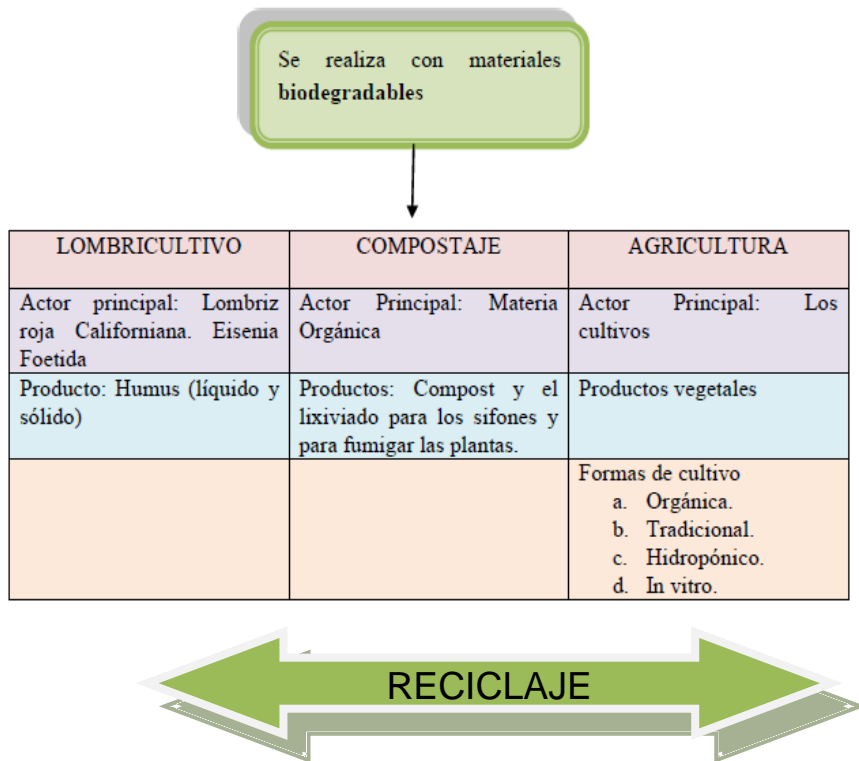 Se realiza con materiales
biodegradables
LOMBRICULTIVO
COMPOSTAJE
AGRICULTURA
Actor principal: Lombriz
roja Californiana. Eisenia
Foetida
Actor Principal: Materia
Orgánica
Actor Principal: Los
cultivos
Producto: Humus (líquido y
sólido)
Productos: Compost y el
lixiviado para los sifones y
para fumigar las plantas.
Productos vegetales
Formas de cultivo
a. Orgánica.
b. Tradicional.
c. Hidropónico.
d. In vitro.
RECICLAJE